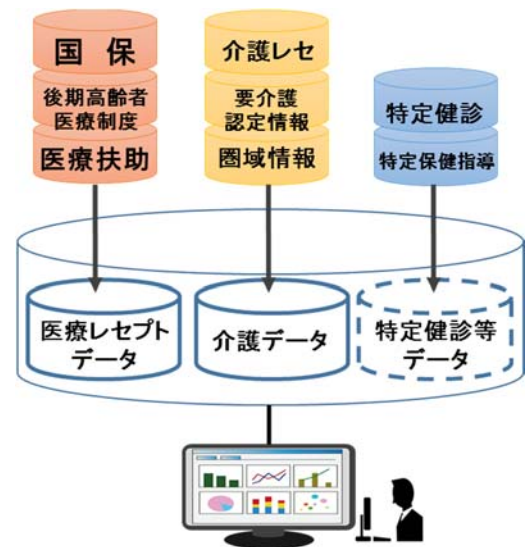 国 保
後期高齢者
医療制度
医療扶助
介護レセ
要介護
認定情報
圏域情報
特定健診
特定保健指導
医療レセプト
データ
介護データ
特定健診等
データ